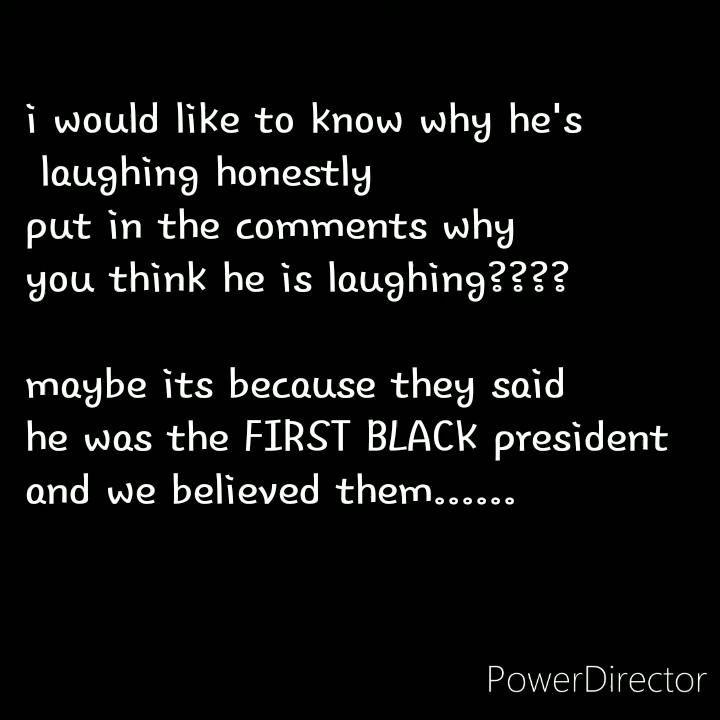 i would like to know why he's
laughing honestly
put in the comments why
you think he is laughing????
maybe its because they said
he was the FIRST BLACK president
and we believed them......
PowerDirector